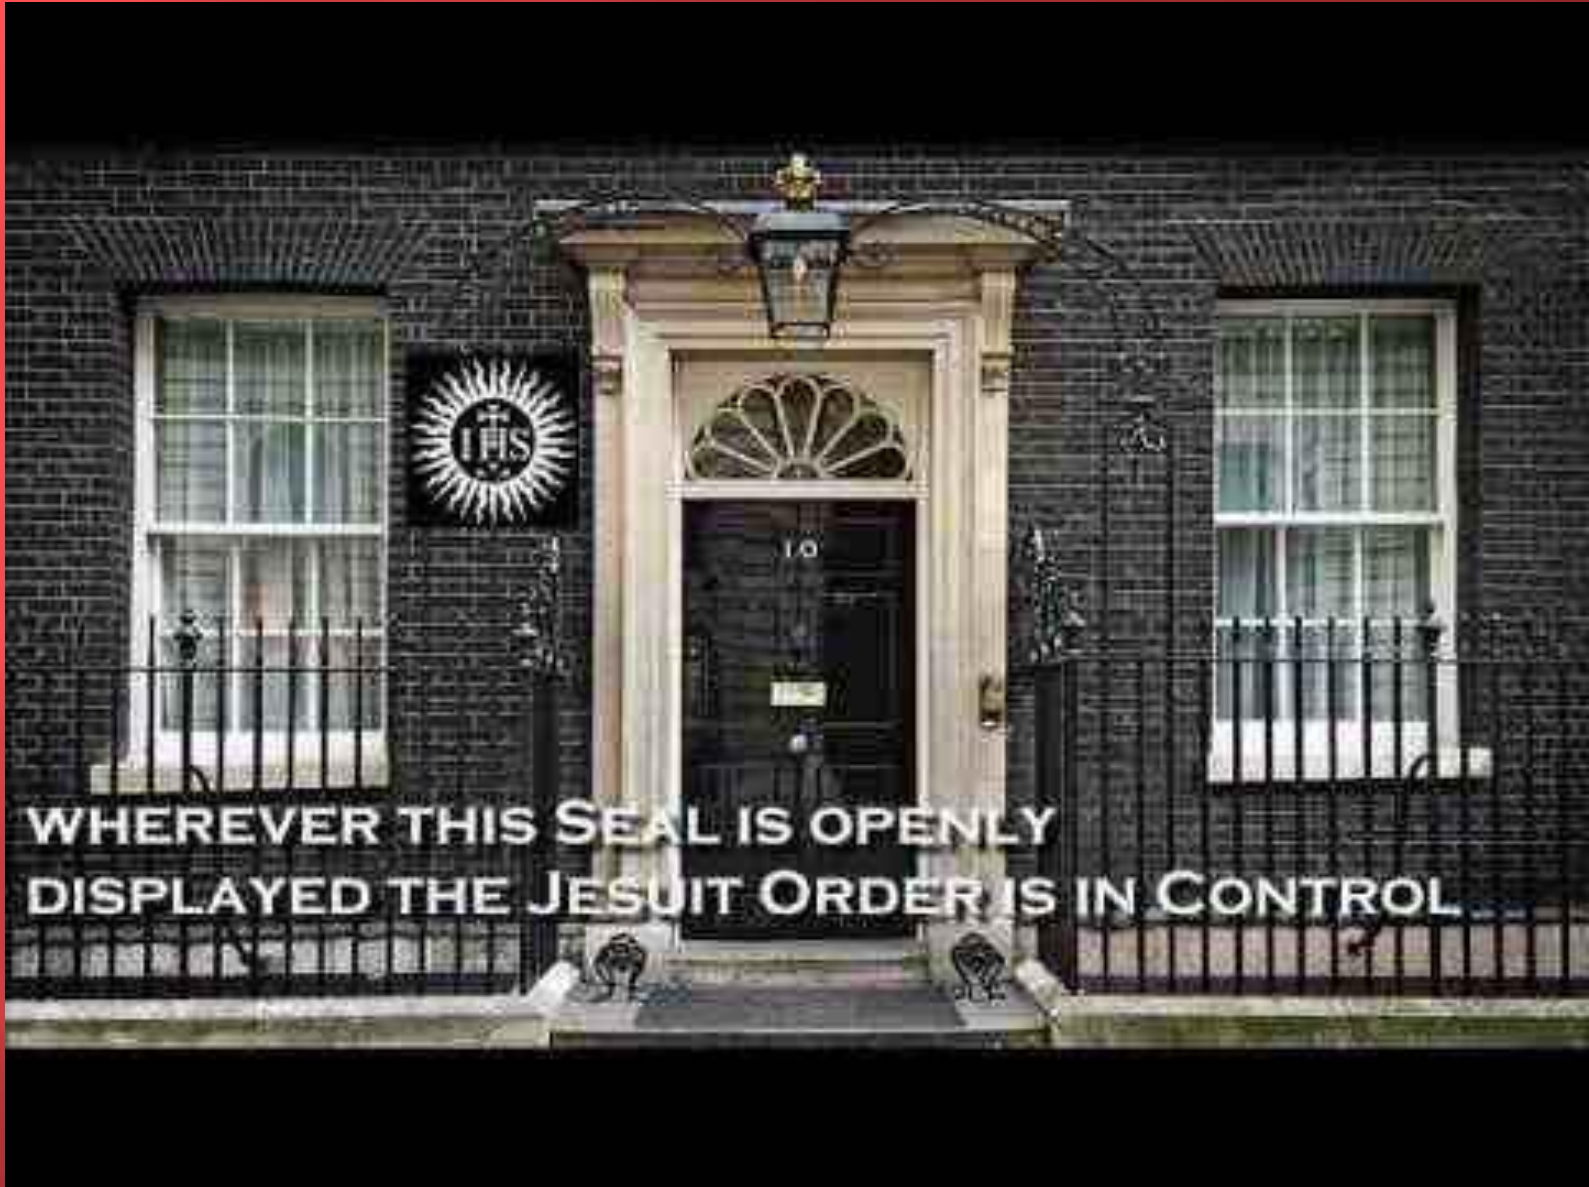 IHS
10
WHEREVER THIS SEAL IS OPENLY
DISPLAYED THE JESUIT ORDER IS IN CONTROL